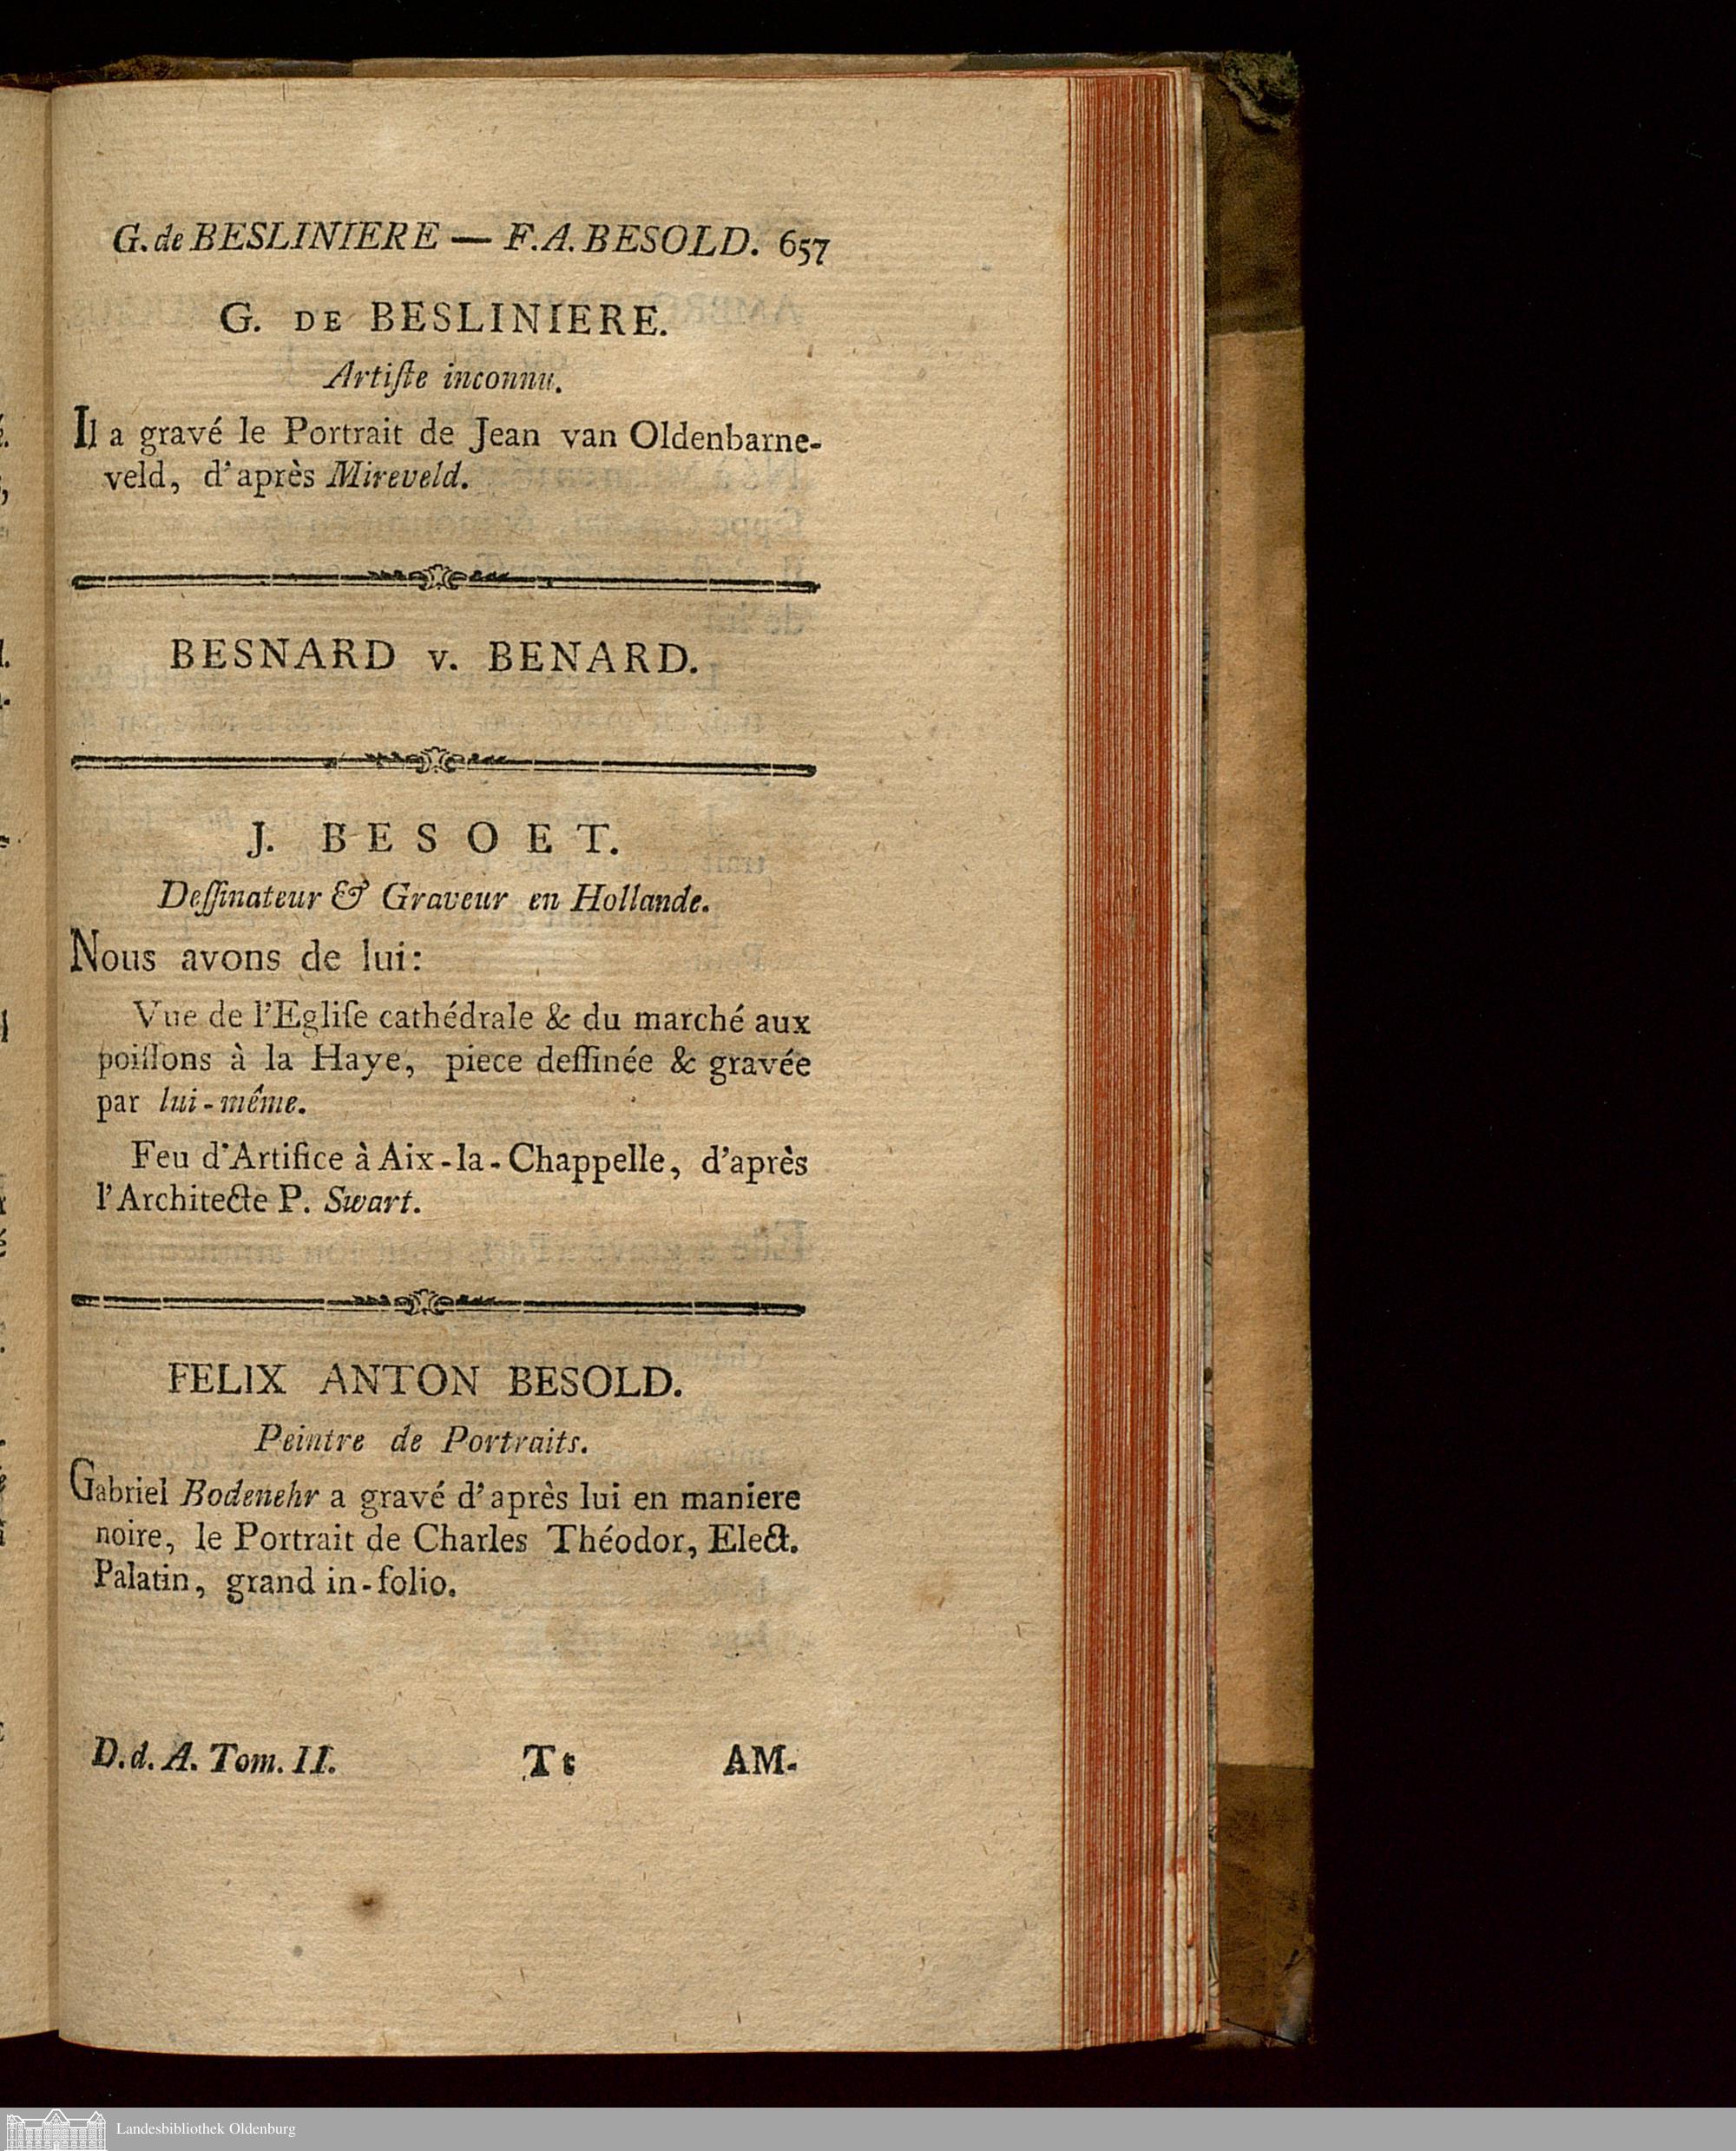 G. de BESLINIERE — F. A. BESOLD. 657
G. DE BESLINIERE.
Artiſte inconnu.
Il a gravé le Portrait de Jean van Oldenbarne-
veld, d'après Mireveld.
BESNARD v. BENARD.
J. BESOET.
Deſſinateur & Graveur en Hollande.
Nous avons de lui:
Vue de l'Egliſe cathédrale & du marché aux
poiſſons à la Haye, piece deſſinée & gravée
par lui-même.
Feu d'Artifice à Aix-la-Chappelle, d'après
l'Architecte P. Swart.
FELIX ANTON BESOLD.
Peintre de Portraits.
Gabriel Bodenehr a gravé d'après lui en maniere
noire, le Portrait de Charles Théodor, Elect.
Palatin, grand in-folio.
D. d. A. Tom. II. Tt AM-
Landesbibliothek Oldenburg